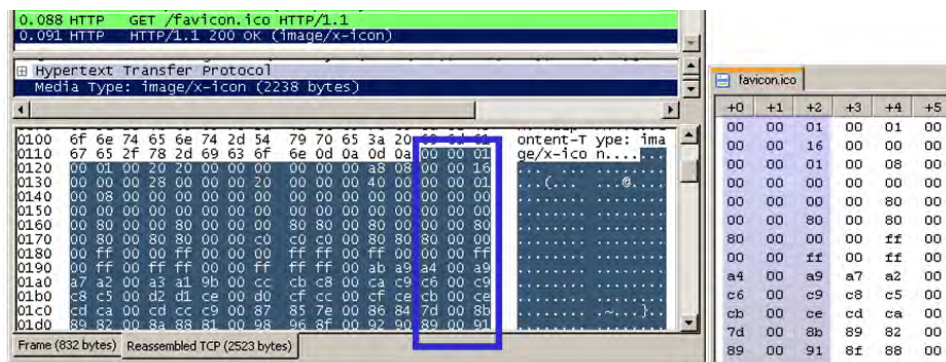 0.088 HTTP GET /favicon.ico HTTP/1.1
0.091 HTTP HTTP/1.1 200 OK (image/x-icon)
Hypertext Transfer Protocol
Media Type: image/x-icon (2238 bytes)
0100 6f 6e 74 65 6e 74 2d 54 79 70 65 3a 20 69 6d 61 ontent-T ype: ima
0110 67 65 2f 78 2d 69 63 6f 6e 0d 0a 0d 0a 00 00 01 ge/x-ico n.......
0120 00 01 00 20 20 00 00 00 00 00 00 a8 08 00 00 16
0130 00 00 00 28 00 00 00 20 00 00 00 40 00 00 00 01 ...(... ...@....
0140 00 08 00 00 00 00 00 00 00 00 00 00 00 00 00 00 ........ ........
0150 00 00 00 00 00 00 00 00 00 00 00 00 00 00 00 00 ........ ........
0160 00 80 00 00 80 00 00 00 80 80 00 80 00 00 00 80 ........ ........
0170 00 80 00 80 80 00 00 c0 c0 c0 00 80 80 80 00 00 ........ ........
0180 00 ff 00 00 ff 00 00 00 ff ff 00 ff 00 00 00 ff ........ ........
0190 00 ff 00 ff ff 00 00 ff ff ff 00 ab a9 a4 00 a9 ........ ........
01a0 a7 a2 00 a3 a1 9b 00 cc cb c8 00 ca c9 c6 00 c9 ........ ........
01b0 c8 c5 00 d2 d1 ce 00 d0 cf cc 00 cf ce cb 00 ce ........ ........
01c0 cd ca 00 cd cc c9 00 87 85 7e 00 86 84 7d 00 8b ........ .~...}..
01d0 89 82 00 8a 88 81 00 98 96 8f 00 92 90 89 00 91 ........ ........
Frame (832 bytes) Reassembled TCP (2523 bytes)
favicon.ico
+0 +1 +2 +3 +4 +5
00 00 01 00 01 00
00 00 16 00 00 00
00 00 01 00 08 00
00 00 00 00 00 00
00 00 00 00 80 00
00 00 80 00 80 00
80 00 00 00 ff 00
00 00 ff 00 ff 00
a4 00 a9 a7 a2 00
c6 00 c9 c8 c5 00
cb 00 ce cd ca 00
7d 00 8b 89 82 00
89 00 91 8f 88 00